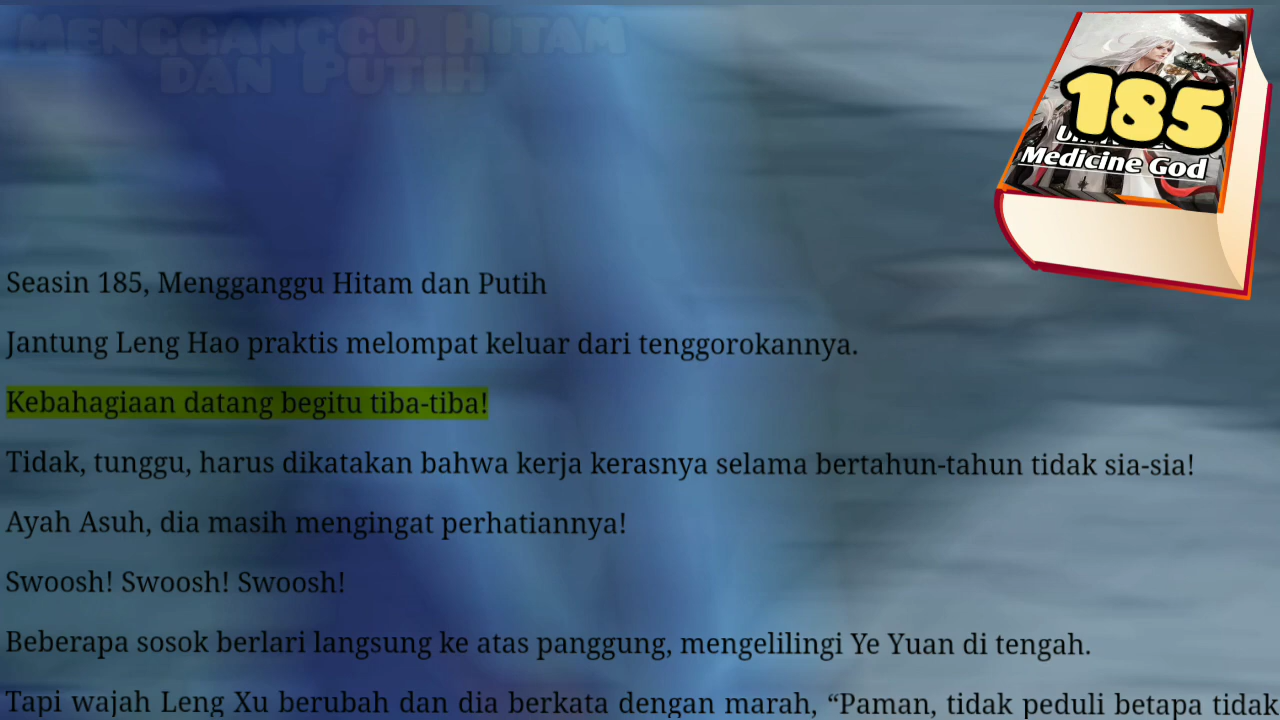 Mengganggu Hitam
dan Putih
185
Medicine God
Seasin 185, Mengganggu Hitam dan Putih
Jantung Leng Hao praktis melompat keluar dari tenggorokannya.
Kebahagiaan datang begitu tiba-tiba!
Tidak, tunggu, harus dikatakan bahwa kerja kerasnya selama bertahun-tahun tidak sia-sia!
Ayah Asuh, dia masih mengingat perhatiannya!
Swoosh! Swoosh! Swoosh!
Beberapa sosok berlari langsung ke atas panggung, mengelilingi Ye Yuan di tengah.
Tapi wajah Leng Xu berubah dan dia berkata dengan marah, “Paman, tidak peduli betapa tidak